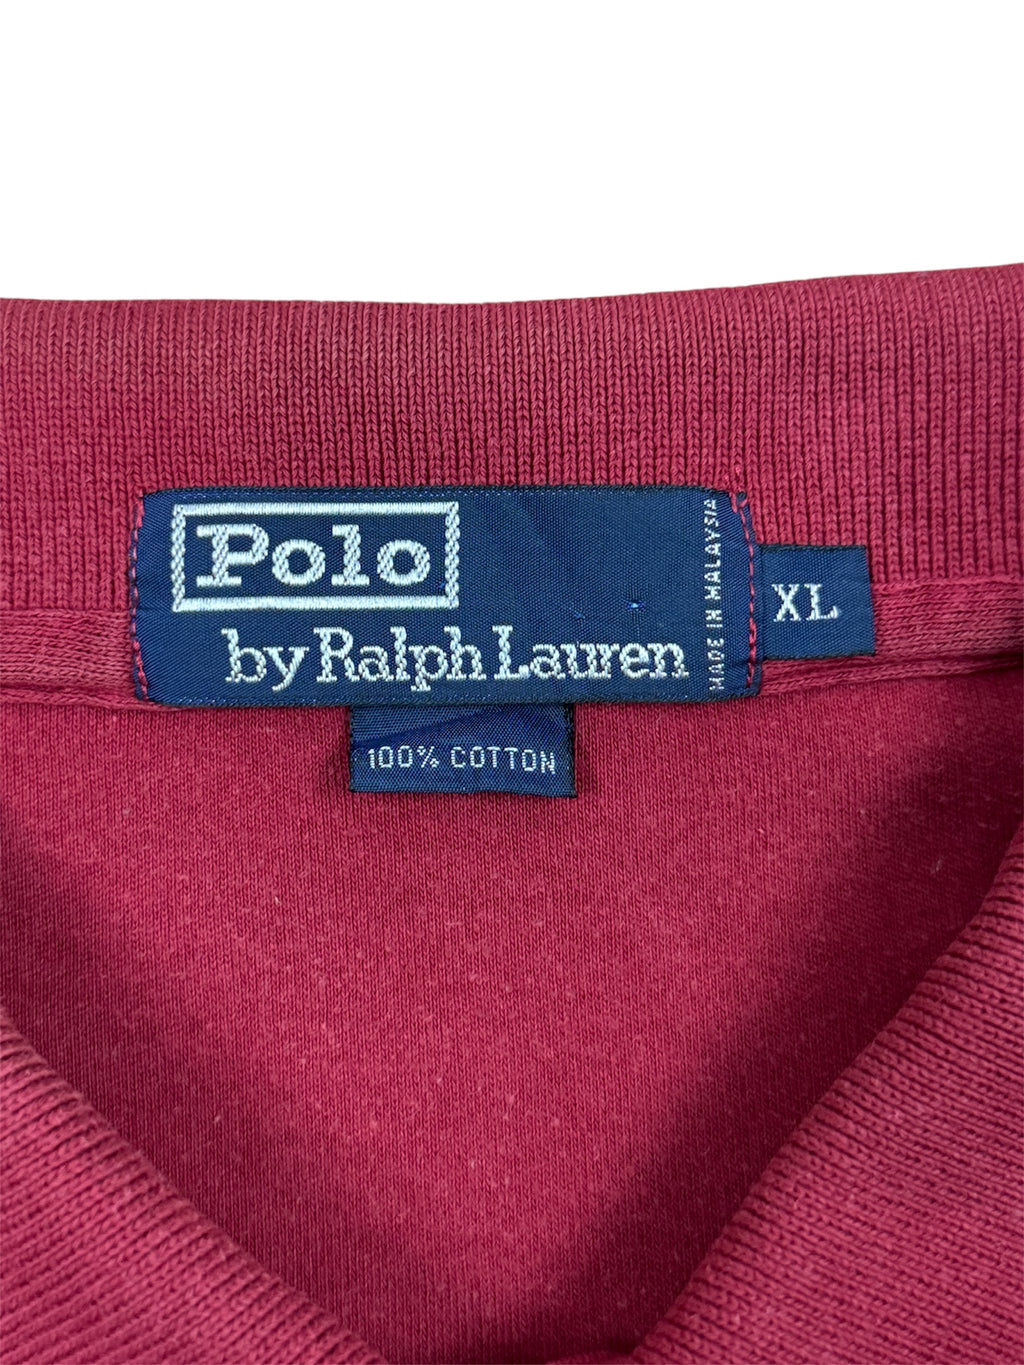 Polo
by Ralph Lauren
MADE IN MALAYSIA
XL
100% COTTON